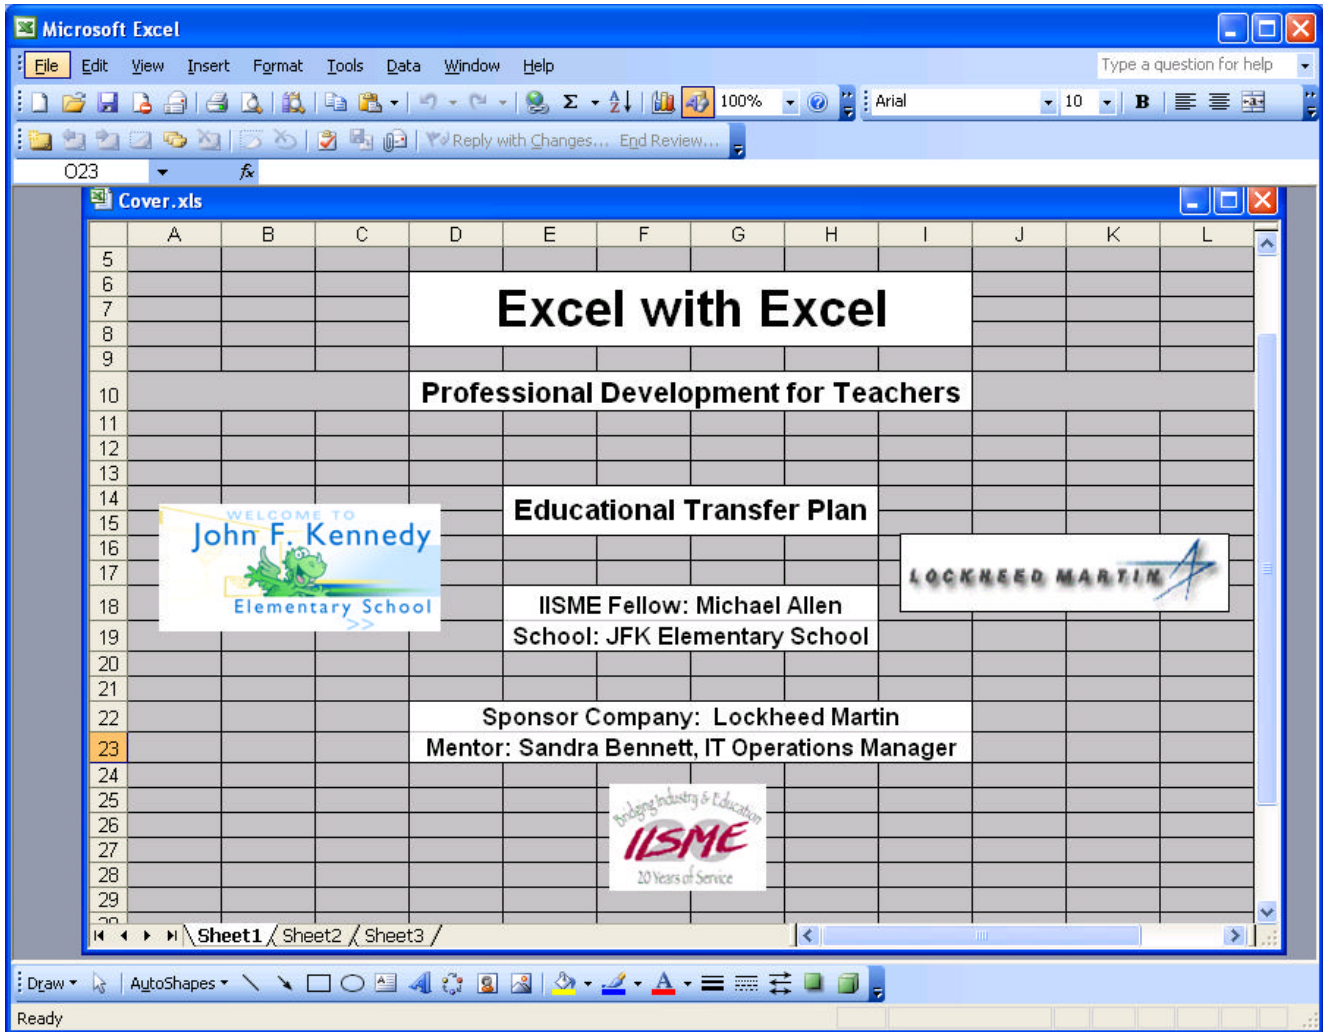 Microsoft Excel
File Edit View Insert Format Tools Data Window Help Type a question for help
100% Arial 10 B
Reply with Changes... End Review...
O23 fx
Cover.xls
A B C D E F G H I J K L
5
6
7
Excel with Excel
8
9
10 Professional Development for Teachers
11
12
13
14
Educational Transfer Plan
15
WELCOME TO
John F. Kennedy
Elementary School
>>
16
17
LOCKHEED MARTIN
18 IISME Fellow: Michael Allen
19 School: JFK Elementary School
20
21
22 Sponsor Company: Lockheed Martin
23 Mentor: Sandra Bennett, IT Operations Manager
24
25
Bridging Industry & Education
26
IISME
27
28
20 Years of Service
29
Sheet1 Sheet2 Sheet3
Draw AutoShapes A
Ready